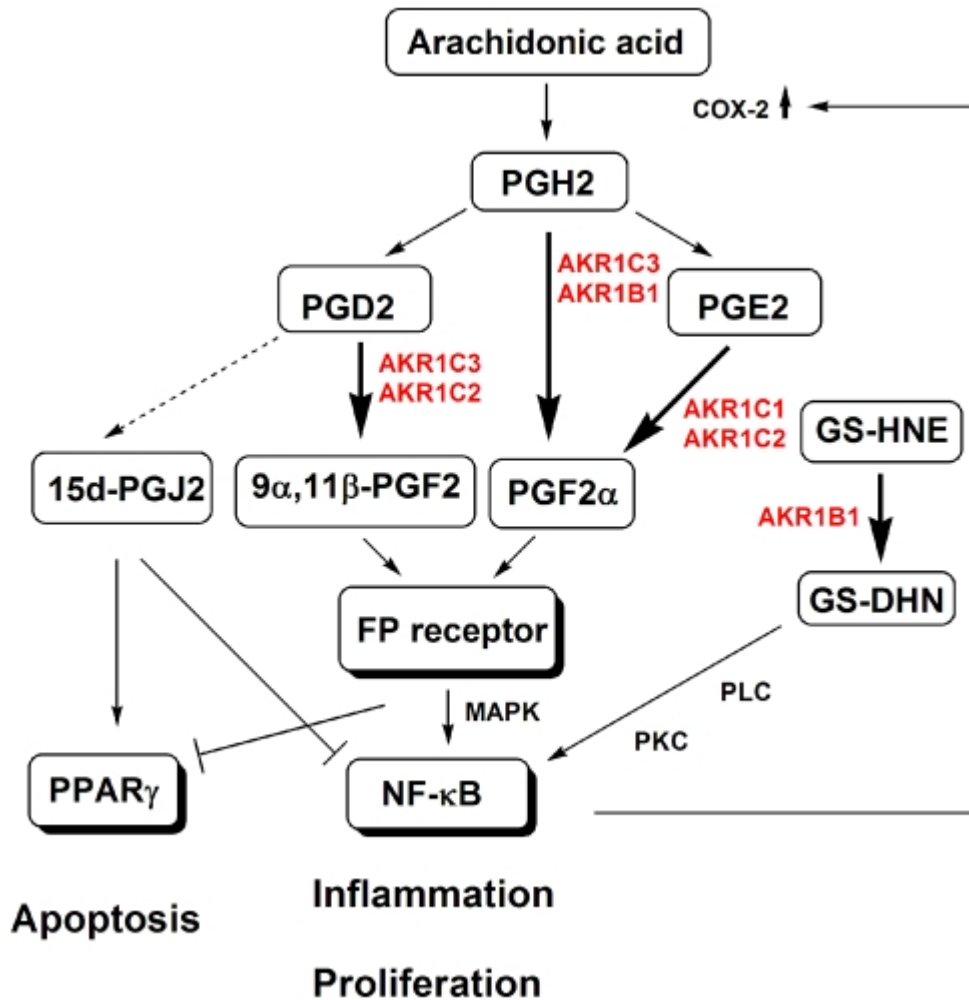 Arachidonic acid
COX-2
PGH2
AKR1C3
AKR1B1
PGD2
PGE2
AKR1C3
AKR1C2
AKR1C1
AKR1C2
GS-HNE
15d-PGJ2
9α,11β-PGF2
PGF2α
AKR1B1
GS-DHN
FP receptor
MAPK
PLC
PKC
PPARγ
NF-κB
Inflammation
Apoptosis
Proliferation